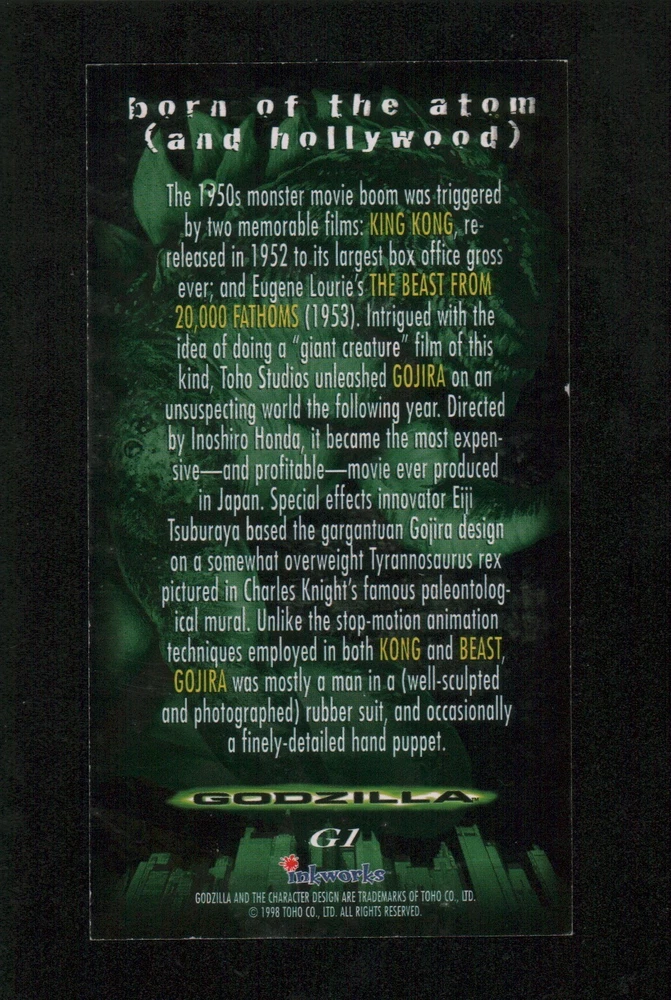 born of the atom
(and hollywood)
The 1950s monster movie boom was triggered
by two memorable films: KING KONG, re-
released in 1952 to its largest box office gross
ever; and Eugene Lourie's THE BEAST FROM
20,000 FATHOMS (1953). Intrigued with the
idea of doing a "giant creature" film of this
kind, Toho Studios unleashed GOJIRA on an
unsuspecting world the following year. Directed
by Inoshiro Honda, it became the most expen-
sive—and profitable—movie ever produced
in Japan. Special effects innovator Eiji
Tsuburaya based the gargantuan Gojira design
on a somewhat overweight Tyrannosaurus rex
pictured in Charles Knight's famous paleontolog-
ical mural. Unlike the stop-motion animation
techniques employed in both KONG and BEAST,
GOJIRA was mostly a man in a (well-sculpted
and photographed) rubber suit, and occasionally
a finely-detailed hand puppet.
GODZILLA™
G1
inkworks
GODZILLA AND THE CHARACTER DESIGN ARE TRADEMARKS OF TOHO CO., LTD.
© 1998 TOHO CO., LTD. ALL RIGHTS RESERVED.